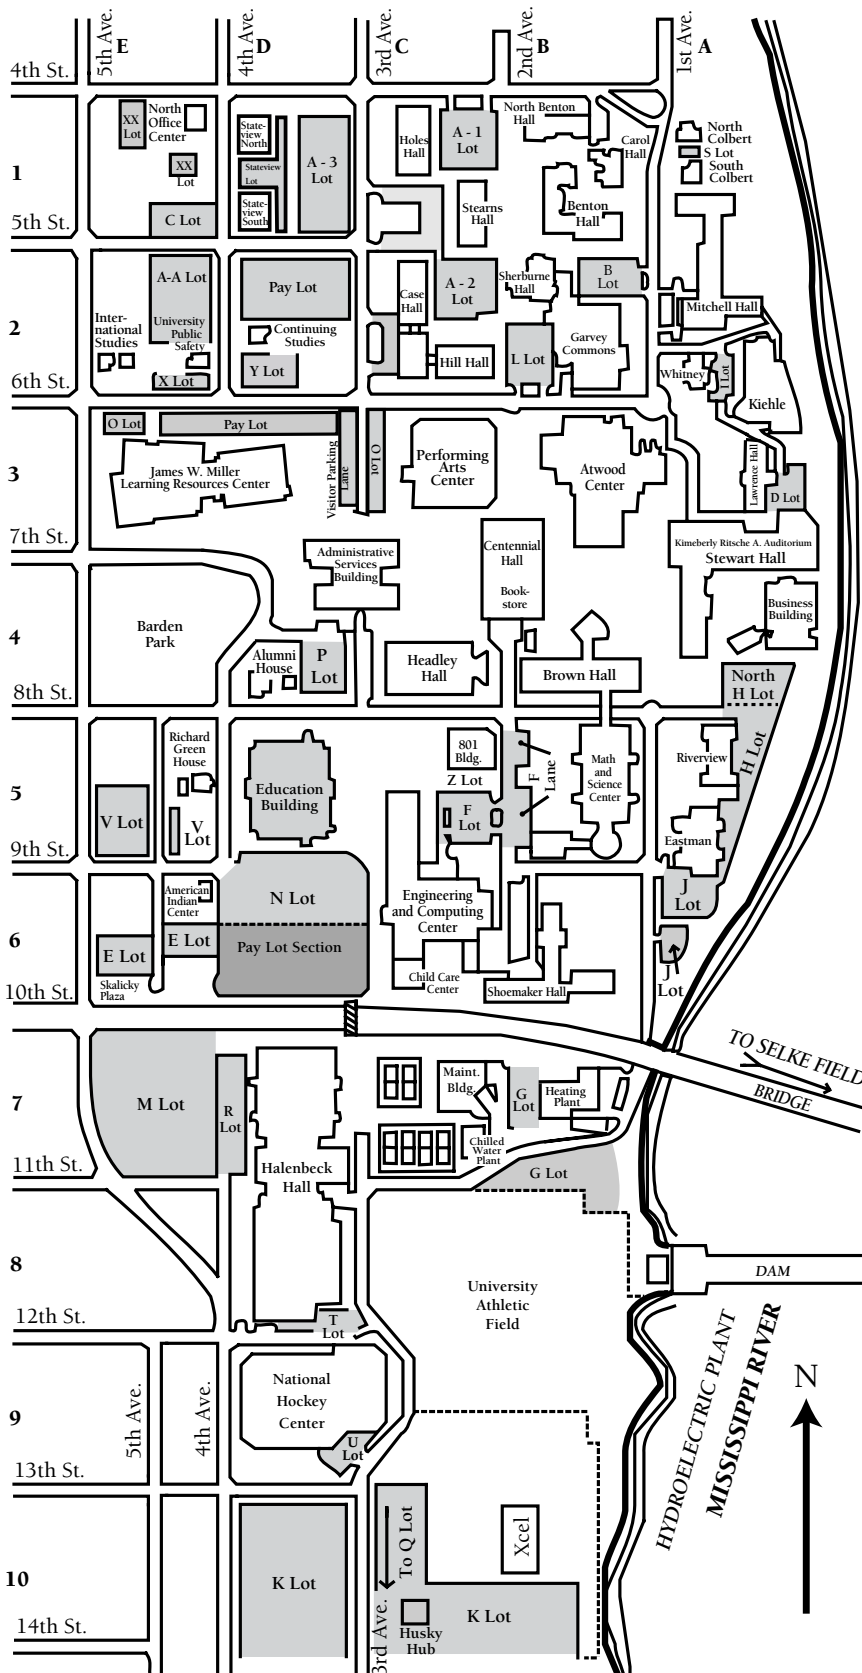 E
5th Ave.
D
4th Ave.
C
3rd Ave.
B
2nd Ave.
A
1st Ave.
4th St.
1
XX
Lot
North
Office
Center
State-
view
North
Stateview
Lot
State-
view
South
A - 3
Lot
Holes
Hall
A - 1
Lot
North Benton
Hall
Carol
Hall
North
Colbert
S Lot
South
Colbert
XX
Lot
C Lot
Stearns
Hall
Benton
Hall
5th St.
2
A-A Lot
University
Public
Safety
Inter-
national
Studies
X Lot
Pay Lot
Continuing
Studies
Y Lot
Case
Hall
A - 2
Lot
Sherburne
Hall
B
Lot
Mitchell Hall
Hill Hall
L Lot
Garvey
Commons
Whitney
I Lot
Kiehle
6th St.
3
O Lot
Pay Lot
James W. Miller
Learning Resources Center
Visitor Parking
Lane
O Lot
Performing
Arts
Center
Atwood
Center
Lawrence Hall
D Lot
7th St.
Administrative
Services
Building
Centennial
Hall
Book-
store
Kimeberly Ritsche A. Auditorium
Stewart Hall
4
Barden
Park
Alumni
House
P
Lot
Headley
Hall
Brown Hall
Business
Building
North
H Lot
8th St.
5
Richard
Green
House
V Lot
V
Lot
Education
Building
801
Bldg.
Z Lot
F
Lot
F
Lane
Math
and
Science
Center
Riverview
H Lot
Eastman
9th St.
6
American
Indian
Center
E Lot
E Lot
Skalicky
Plaza
N Lot
Pay Lot Section
Engineering
and Computing
Center
Child Care
Center
Shoemaker Hall
J
Lot
J
Lot
10th St.
7
M Lot
R
Lot
Halenbeck
Hall
Maint.
Bldg.
G
Lot
Heating
Plant
Chilled
Water
Plant
G Lot
TO SELKE FIELD
BRIDGE
11th St.
8
University
Athletic
Field
DAM
12th St.
T
Lot
9
5th Ave.
4th Ave.
National
Hockey
Center
U
Lot
HYDROELECTRIC PLANT
MISSISSIPPI RIVER
N
13th St.
10
K Lot
To Q Lot
Xcel
K Lot
3rd Ave.
Husky
Hub
14th St.